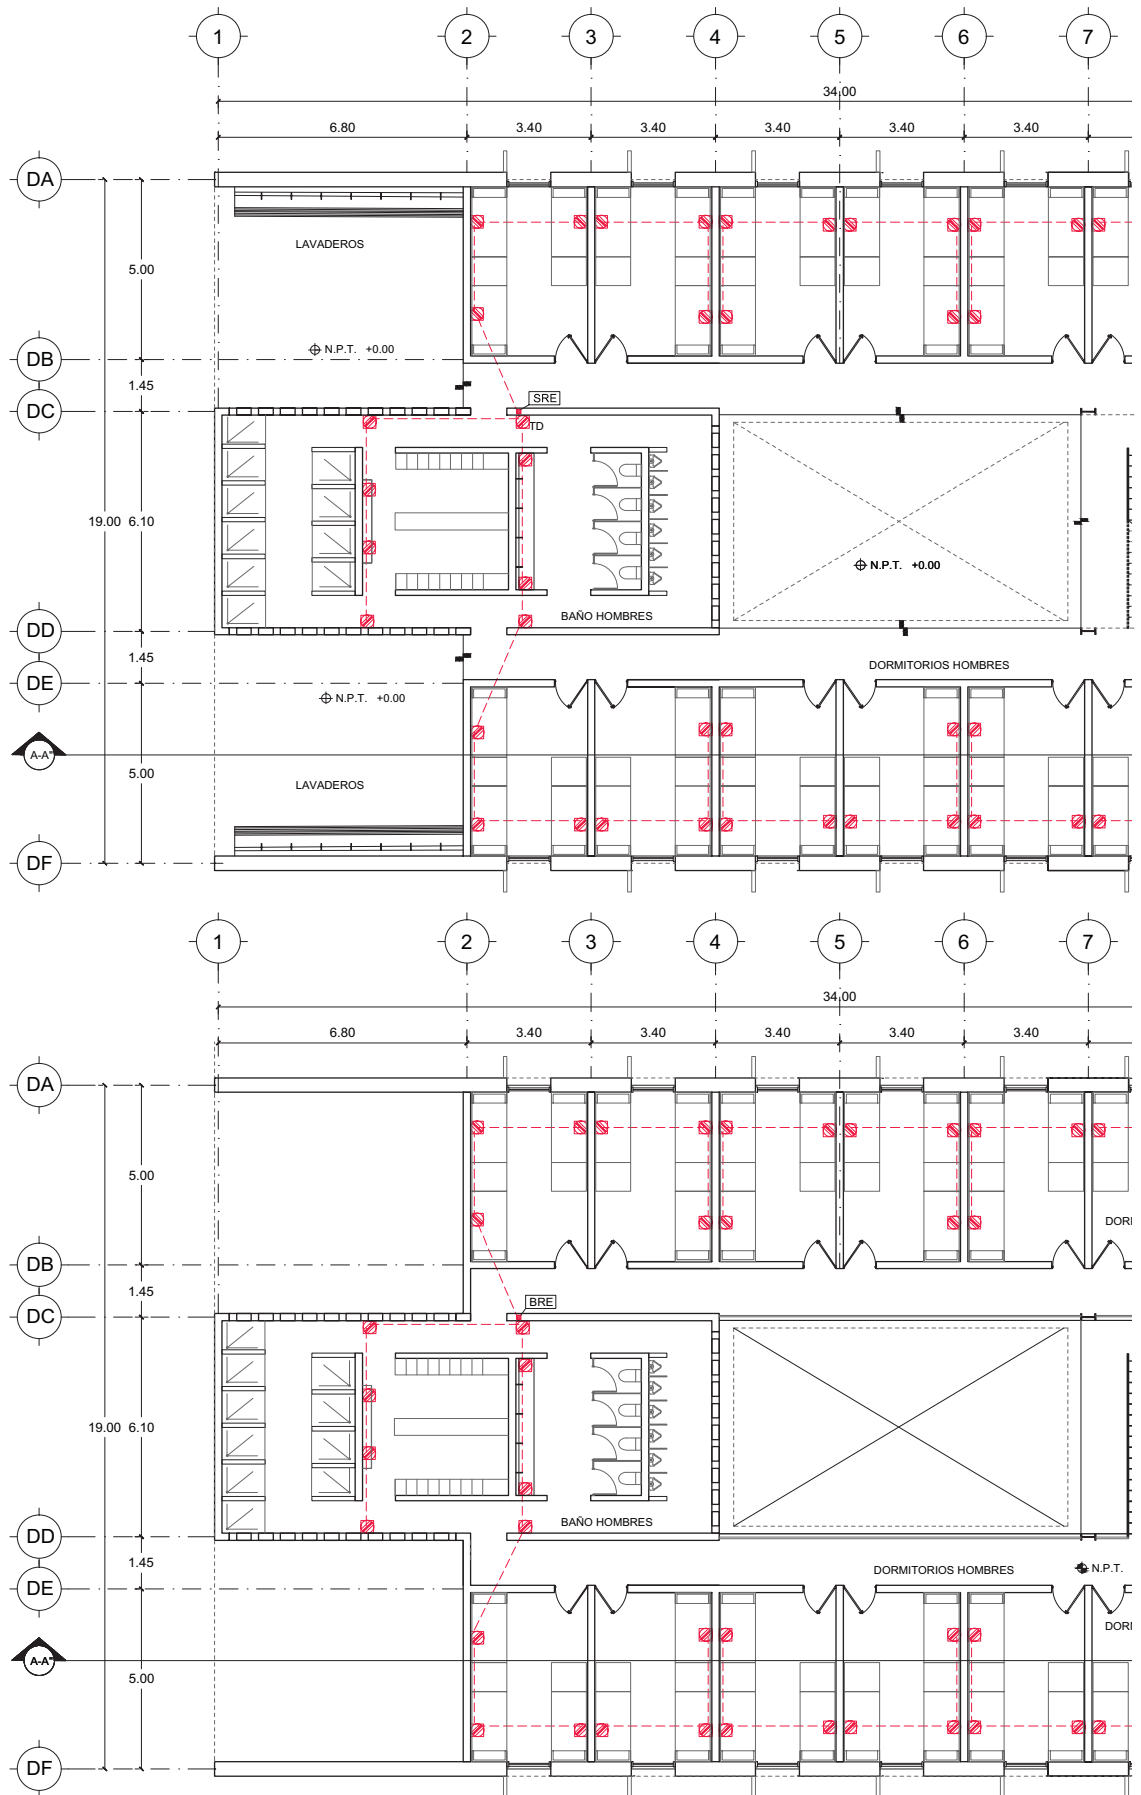 1 2 3 4 5 6 7
34.00
6.80 3.40 3.40 3.40 3.40 3.40
DA
LAVADEROS
5.00
N.P.T. +0.00
DB
1.45
SRE
DC
TD
19.00 6.10
N.P.T. +0.00
BAÑO HOMBRES
DD
1.45
DORMITORIOS HOMBRES
DE
N.P.T. +0.00
A-A"
5.00
LAVADEROS
DF
1 2 3 4 5 6 7
34.00
6.80 3.40 3.40 3.40 3.40 3.40
DA
5.00
DORI
DB
1.45
BRE
DC
19.00 6.10
BAÑO HOMBRES
DD
1.45
DORMITORIOS HOMBRES N.P.T.
DE
DORI
A-A"
5.00
DF